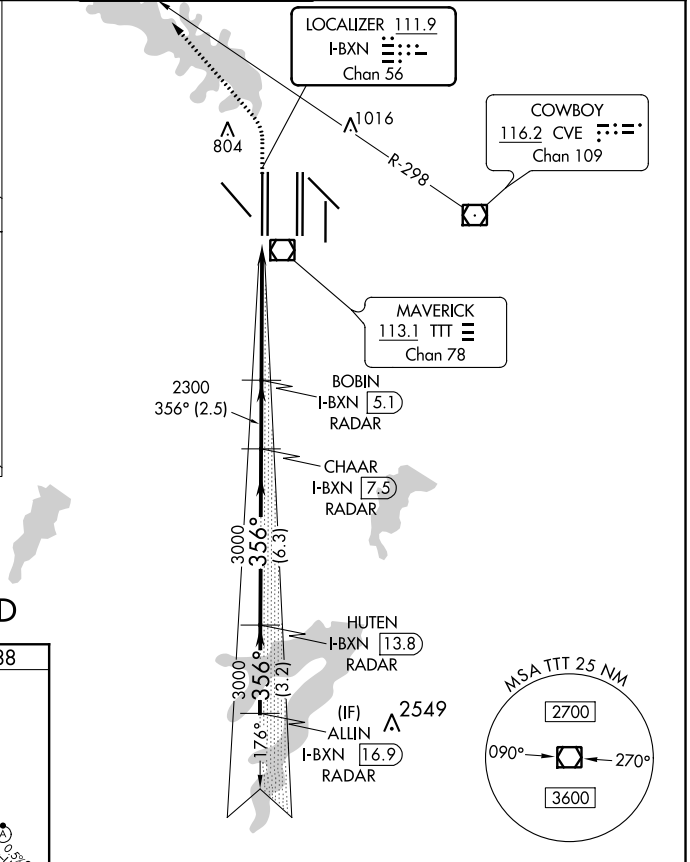 LOCALIZER 111.9
I-BXN
Chan 56
COWBOY
116.2 CVE
Chan 109
1016
804
R-298
MAVERICK
113.1 TTT
Chan 78
2300
356° (2.5)
BOBIN
I-BXN 5.1
RADAR
CHAAR
I-BXN 7.5
RADAR
3000
356°
(6.3)
HUTEN
I-BXN 13.8
RADAR
3000
356°
(3.2)
(IF)
ALLIN
I-BXN 16.9
RADAR
2549
176°
MSA TTT 25 NM
2700
090°
270°
3600
D
38
A